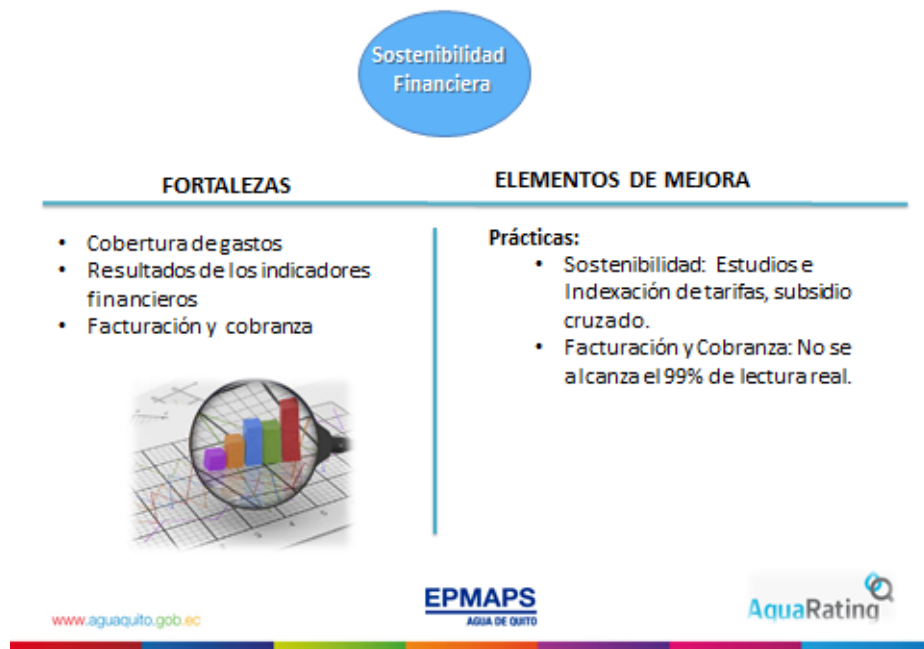 Sostenibilidad
Financiera
FORTALEZAS
ELEMENTOS DE MEJORA
• Cobertura de gastos
• Resultados de los indicadores
financieros
• Facturación y cobranza
Prácticas:
• Sostenibilidad: Estudios e
Indexación de tarifas, subsidio
cruzado.
• Facturación y Cobranza: No se
alcanza el 99% de lectura real.
www.aguaquito.gob.ec
EPMAPS
AGUA DE QUITO
AquaRating